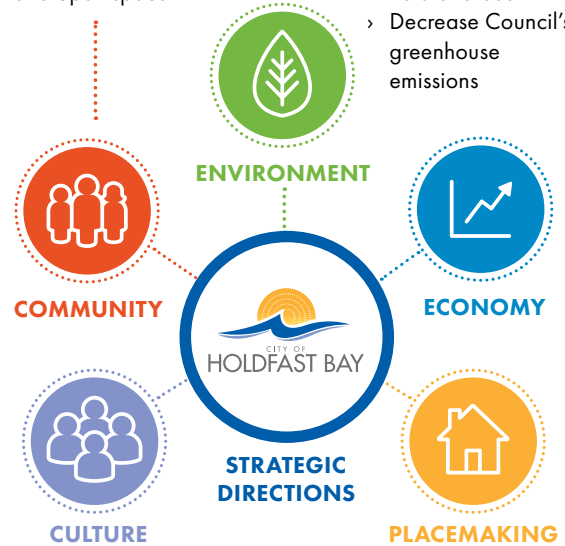 › Decrease Council's
greenhouse
emissions
ENVIRONMENT
COMMUNITY
ECONOMY
CITY OF
HOLDFAST BAY
STRATEGIC
DIRECTIONS
CULTURE
PLACEMAKING